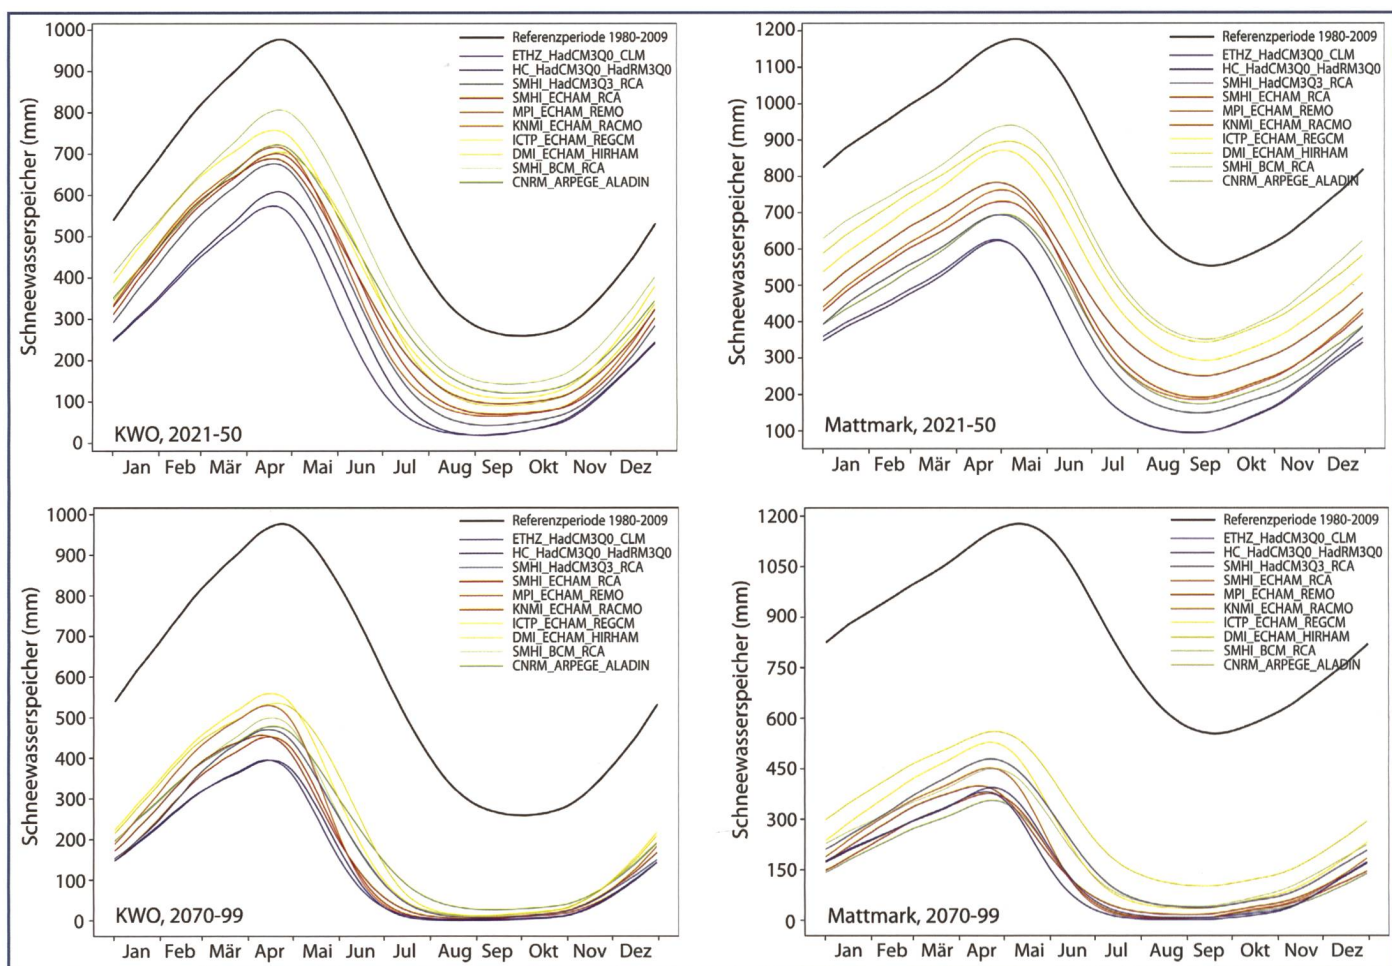 Schneewasserspeicher (mm)
1000
900
800
700
600
500
400
300
200
100
0
Referenzperiode 1980-2009
ETHZ_HadCM3Q0_CLM
HC_HadCM3Q0_HadRM3Q0
SMHI_HadCM3Q3_RCA
SMHI_ECHAM_RCA
MPI_ECHAM_REMO
KNMI_ECHAM_RACMO
ICTP_ECHAM_REGCM
DMI_ECHAM_HIRHAM
SMHI_BCM_RCA
CNRM_ARPEGE_ALADIN
KWO, 2021-50
Jan Feb Mär Apr Mai Jun Jul Aug Sep Okt Nov Dez
Schneewasserspeicher (mm)
1200
1100
1000
900
800
700
600
500
400
300
200
100
Referenzperiode 1980-2009
ETHZ_HadCM3Q0_CLM
HC_HadCM3Q0_HadRM3Q0
SMHI_HadCM3Q3_RCA
SMHI_ECHAM_RCA
MPI_ECHAM_REMO
KNMI_ECHAM_RACMO
ICTP_ECHAM_REGCM
DMI_ECHAM_HIRHAM
SMHI_BCM_RCA
CNRM_ARPEGE_ALADIN
Mattmark, 2021-50
Jan Feb Mär Apr Mai Jun Jul Aug Sep Okt Nov Dez
Schneewasserspeicher (mm)
1000
900
800
700
600
500
400
300
200
100
0
Referenzperiode 1980-2009
ETHZ_HadCM3Q0_CLM
HC_HadCM3Q0_HadRM3Q0
SMHI_HadCM3Q3_RCA
SMHI_ECHAM_RCA
MPI_ECHAM_REMO
KNMI_ECHAM_RACMO
ICTP_ECHAM_REGCM
DMI_ECHAM_HIRHAM
SMHI_BCM_RCA
CNRM_ARPEGE_ALADIN
KWO, 2070-99
Jan Feb Mär Apr Mai Jun Jul Aug Sep Okt Nov Dez
Schneewasserspeicher (mm)
1200
1050
900
750
600
450
300
150
0
Referenzperiode 1980-2009
ETHZ_HadCM3Q0_CLM
HC_HadCM3Q0_HadRM3Q0
SMHI_HadCM3Q3_RCA
SMHI_ECHAM_RCA
MPI_ECHAM_REMO
KNMI_ECHAM_RACMO
ICTP_ECHAM_REGCM
DMI_ECHAM_HIRHAM
SMHI_BCM_RCA
CNRM_ARPEGE_ALADIN
Mattmark, 2070-99
Jan Feb Mär Apr Mai Jun Jul Aug Sep Okt Nov Dez